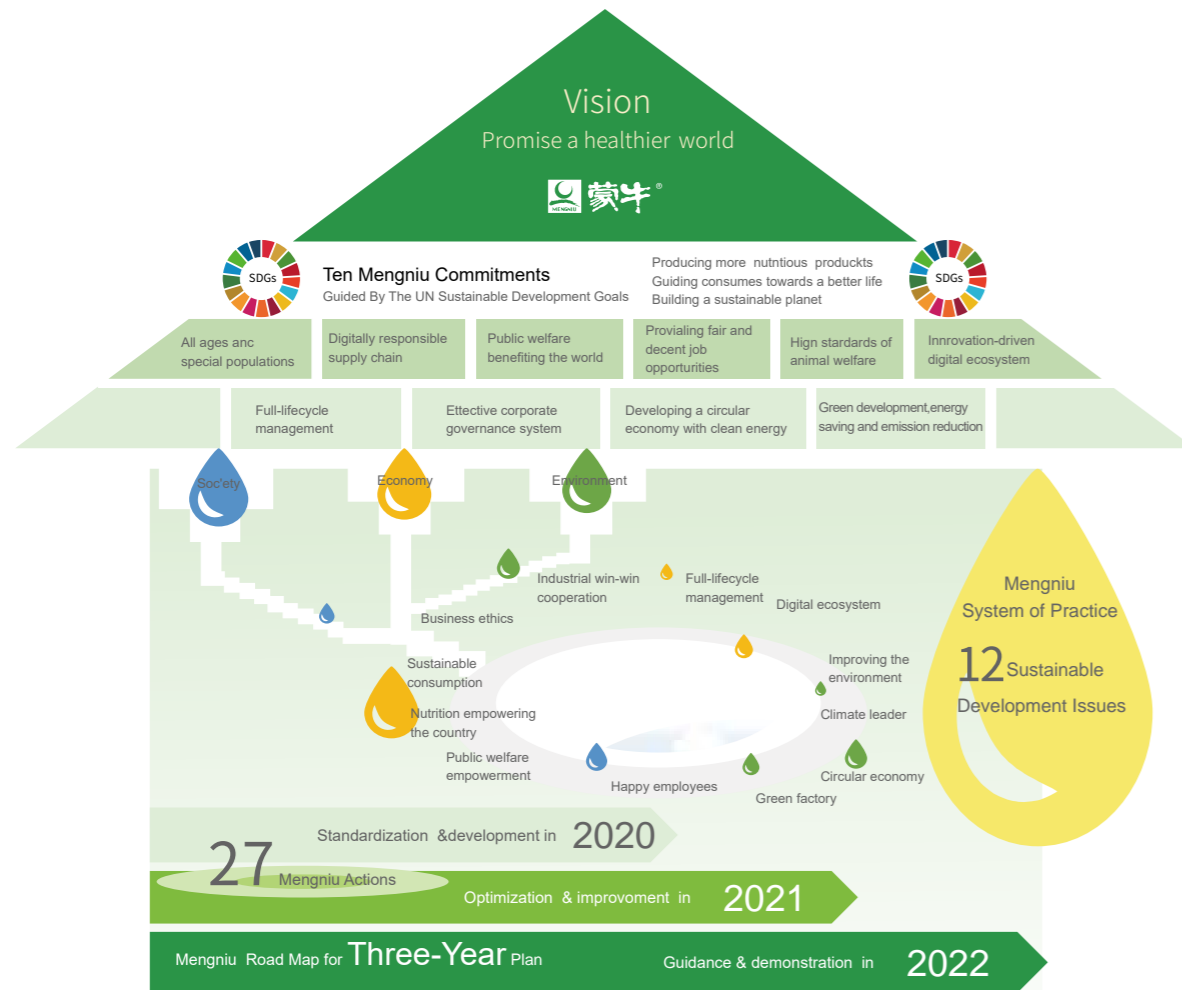 Vision
Promise a healthier world
MENGNIU 蒙牛®
SDGs
Ten Mengniu Commitments
Guided By The UN Sustainable Development Goals
Producing more nutntious produckts
Guiding consumes towards a better life
Building a sustainable planet
SDGs
All ages anc
special populations
Digitally responsible
supply chain
Public welfare
benefiting the world
Provialing fair and
decent job
opportunities
Hign stardards of
animal welfare
Innrovation-driven
digital ecosystem
Full-lifecycle
management
Ettective corporate
governance system
Developing a circular
economy with clean energy
Green development,energy
saving and emission reduction
Soc'ety
Economy
Environment
Industrial win-win
cooperation
Full-lifecycle
management
Digital ecosystem
Business ethics
Sustainable
consumption
Improving the
environment
Nutrition empowering
the country
Climate leader
Public welfare
empowerment
Happy employees
Green factory
Circular economy
Mengniu
System of Practice
12 Sustainable
Development Issues
Standardization &development in 2020
27 Mengniu Actions
Optimization & improvoment in 2021
Mengniu Road Map for Three-Year Plan
Guidance & demonstration in 2022